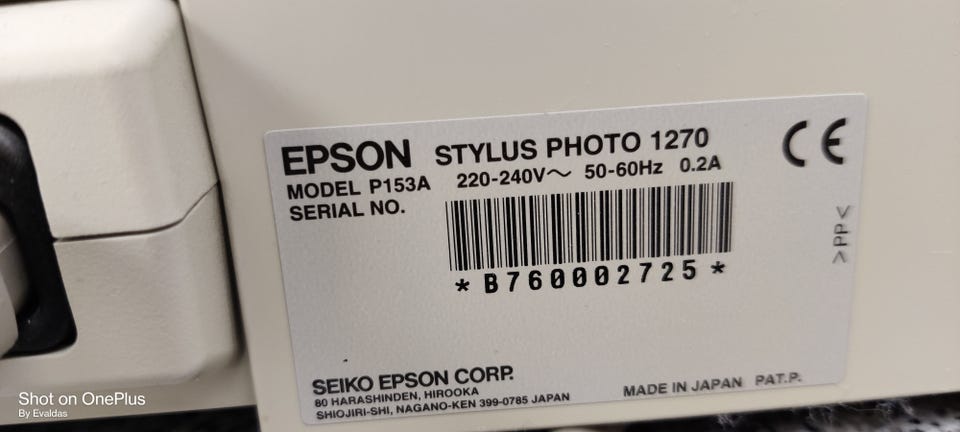 EPSON STYLUS PHOTO 1270
MODEL P153A 220-240V～ 50-60Hz 0.2A
SERIAL NO.
*B760002725*
CE
>PP<
SEIKO EPSON CORP.
80 HARASHINDEN, HIROOKA
SHIOJIRI-SHI, NAGANO-KEN 399-0785 JAPAN
MADE IN JAPAN PAT.P.
Shot on OnePlus
By Evaldas